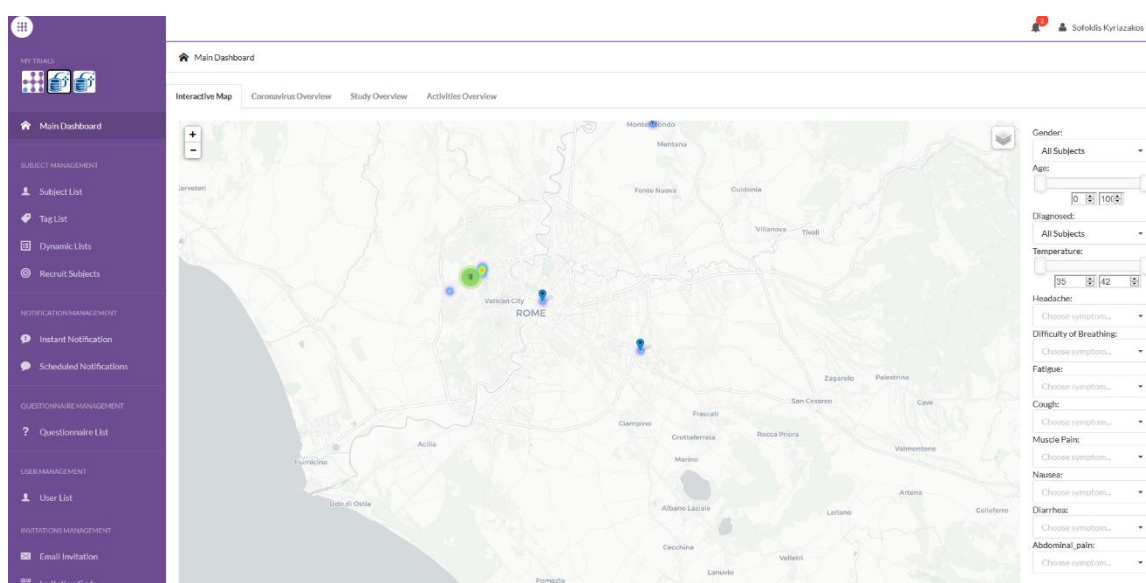 2
Sofoklis Kyriazakos
MY TRIALS
Main Dashboard
SUBJECT MANAGEMENT
Subject List
Tag List
Dynamic Lists
Recruit Subjects
NOTIFICATION MANAGEMENT
Instant Notification
Scheduled Notifications
QUESTIONNAIRE MANAGEMENT
? Questionnaire List
USER MANAGEMENT
User List
INVITATIONS MANAGEMENT
Email Invitation
Main Dashboard
Interactive Map Coronavirus Overview Study Overview Activities Overview
+
-
Mentana
Cerveteri
Fonte Nuova
Guidonia
Villanova
Tivoli
9
Vatican City
ROME
Zagarolo
Palestrina
San Cesareo
Cave
Frascati
Ciampino
Grottaferrata
Rocca Priora
Acilia
Valmontone
Marino
Fiumicino
Artena
Lido di Ostia
Albano Laziale
Lariano
Colleferro
Cecchina
Velletri
Lanuvio
Pomezia
Gender:
All Subjects
Age:
0 100
Diagnosed:
All Subjects
Temperature:
35 42
Headache:
Choose symptom...
Difficulty of Breathing:
Choose symptom...
Fatigue:
Choose symptom...
Cough:
Choose symptom...
Muscle Pain:
Choose symptom...
Nausea:
Choose symptom...
Diarrhea:
Choose symptom...
Abdominal_pain:
Choose symptom...